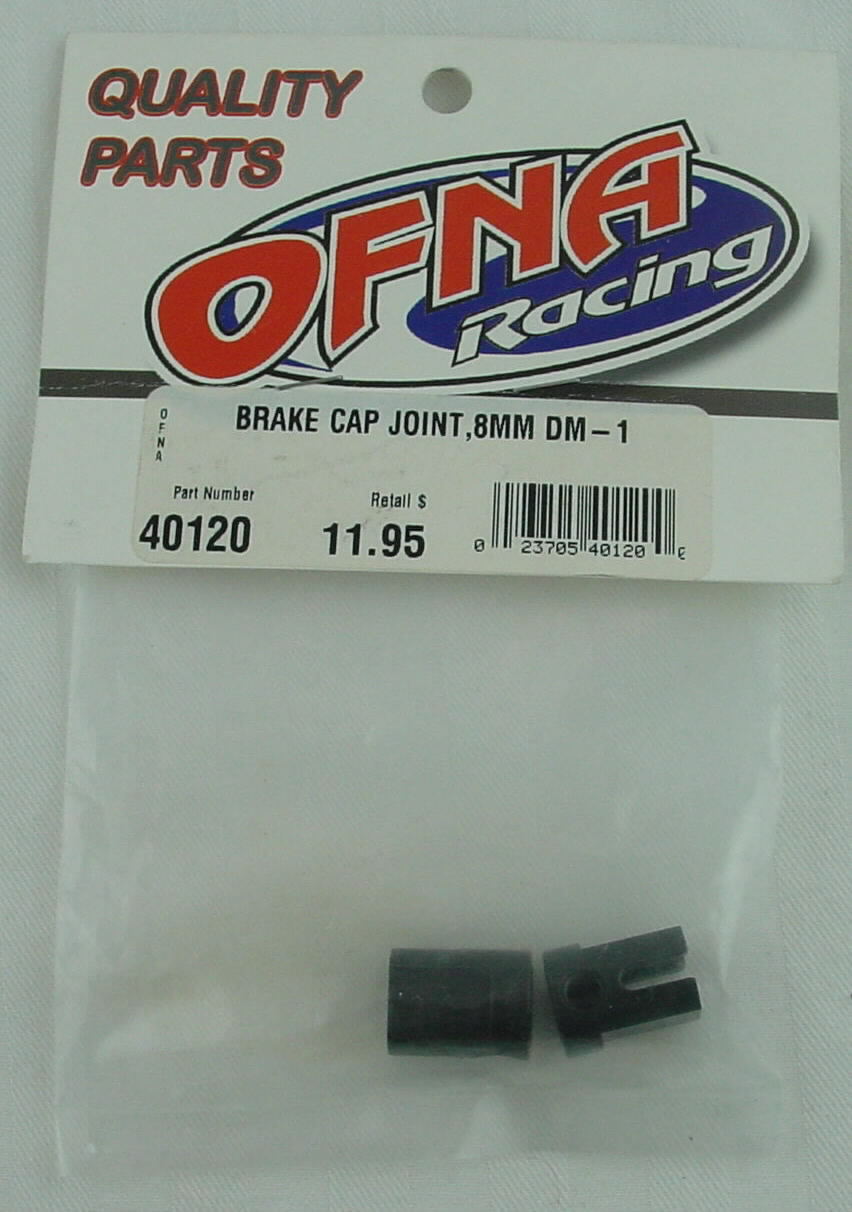 QUALITY
PARTS
OFNA
Racing
OFNA
BRAKE CAP JOINT,8MM DM-1
Part Number
Retail $
40120
11.95
0 23705 40120